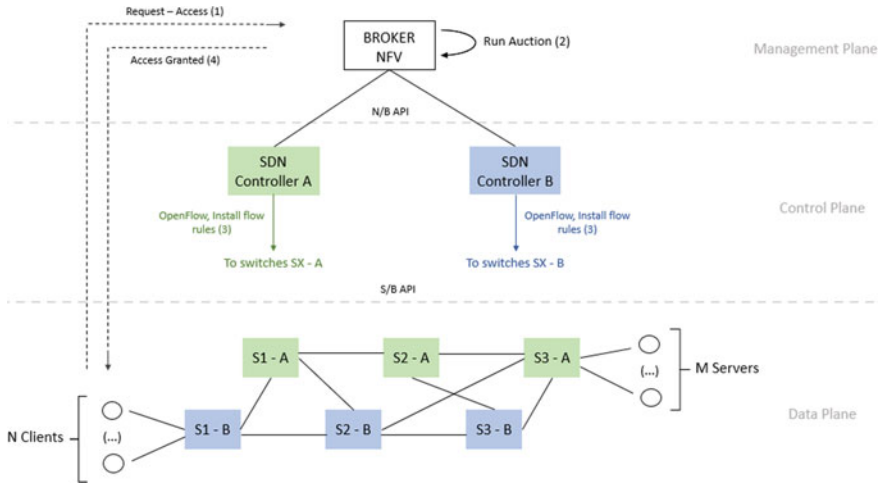 Request – Access (1)
BROKER
NFV
Run Auction (2)
Access Granted (4)
Management Plane
N/B API
SDN
Controller A
SDN
Controller B
OpenFlow, Install flow
rules (3)
OpenFlow, Install flow
rules (3)
Control Plane
To switches SX - A
To switches SX - B
S/B API
S1 - A
S2 - A
S3 - A
(...)
M Servers
N Clients
(...)
S1 - B
S2 - B
S3 - B
Data Plane